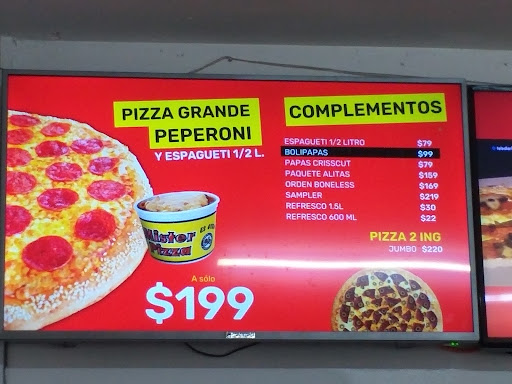 PIZZA GRANDE
PEPERONI
Y ESPAGUETI 1/2 L.
Mister
Pizza
A sólo
$199
COMPLEMENTOS
ESPAGUETI 1/2 LITRO $79
BOLIPAPAS $99
PAPAS CRISSCUT $79
PAQUETE ALITAS $159
ORDEN BONELESS $169
SAMPLER $219
REFRESCO 1.5L $30
REFRESCO 600 ML $22
PIZZA 2 ING
JUMBO $220